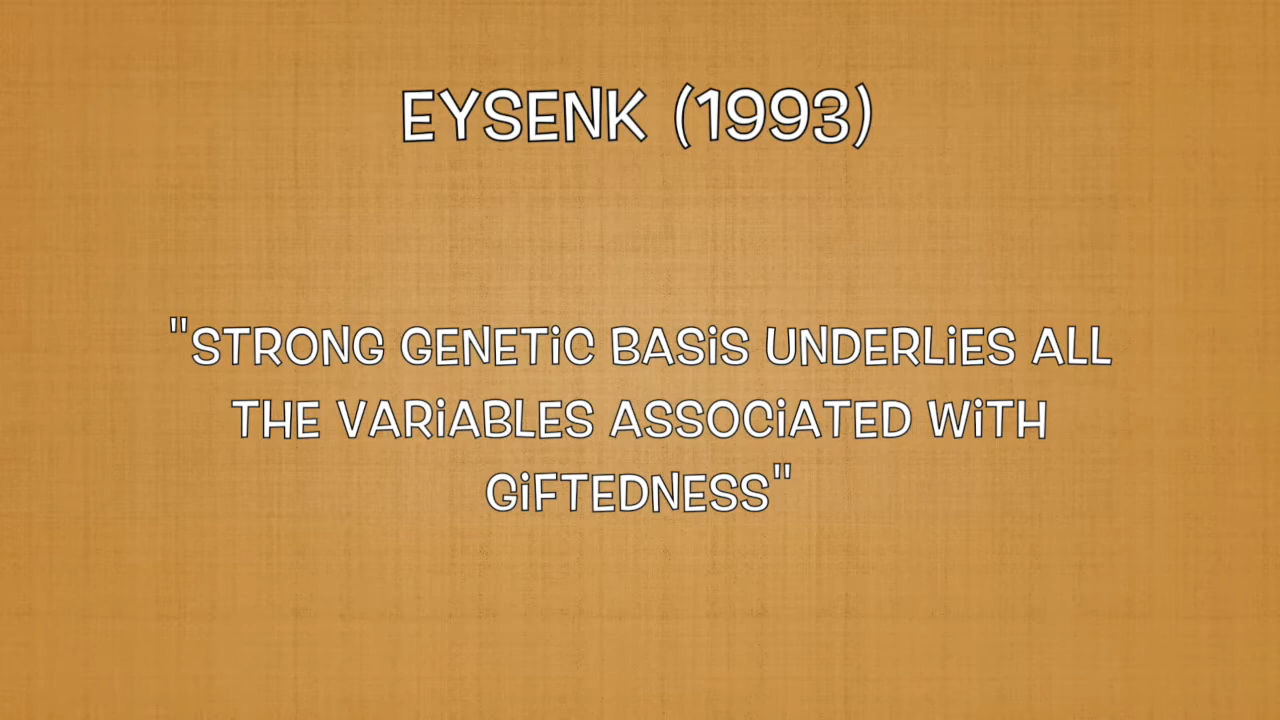 EYSENK (1993)
"STRONG GENETiC BASiS UNDERLiES ALL
THE VARiABLES ASSOCiATED WiTH
GiFTEDNESS"